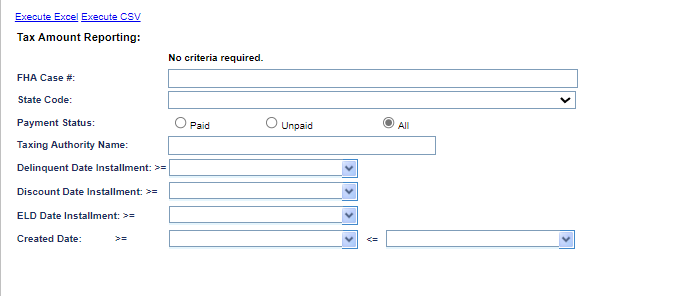 Execute Excel Execute CSV
Tax Amount Reporting:
No criteria required.
FHA Case #:
State Code:
Payment Status: Paid Unpaid All
Taxing Authority Name:
Delinquent Date Installment: >=
Discount Date Installment: >=
ELD Date Installment: >=
Created Date: >= <=